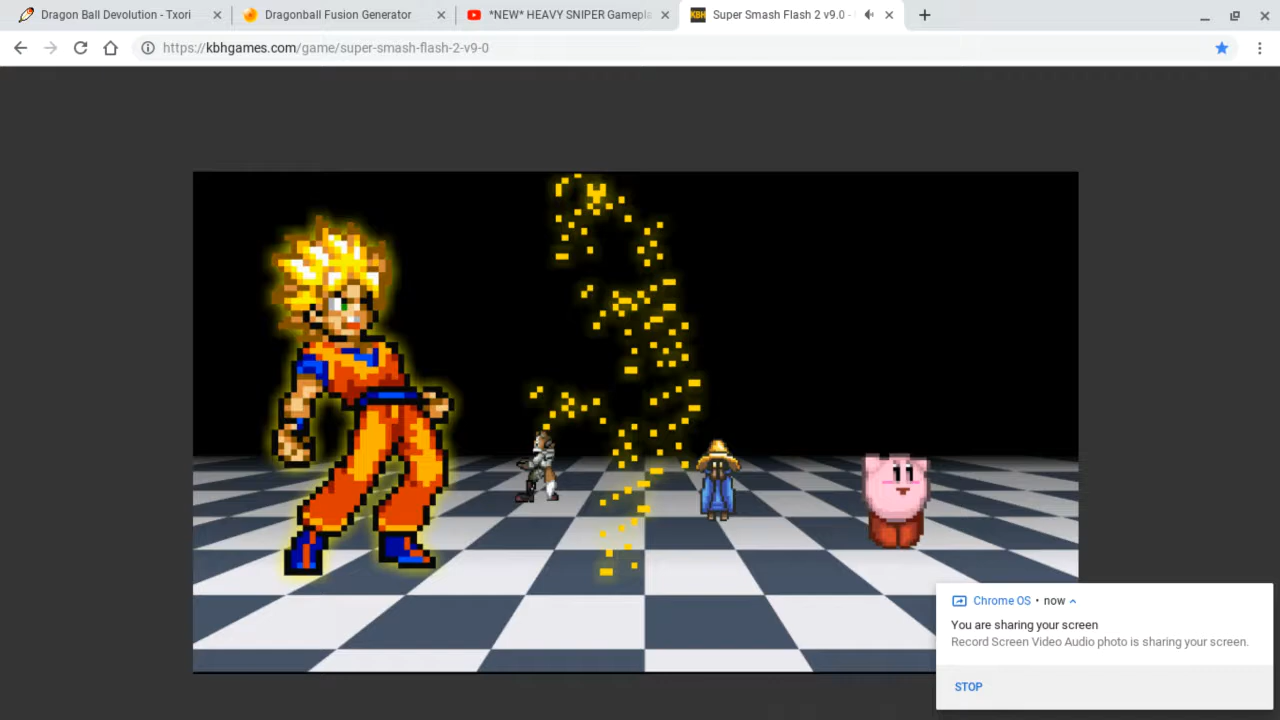 Dragon Ball Devolution - Txori
Dragonball Fusion Generator
*NEW* HEAVY SNIPER Gamepla
KBH
Super Smash Flash 2 v9.0 -
https://kbhgames.com/game/super-smash-flash-2-v9-0
Chrome OS • now
You are sharing your screen
Record Screen Video Audio photo is sharing your screen.
STOP